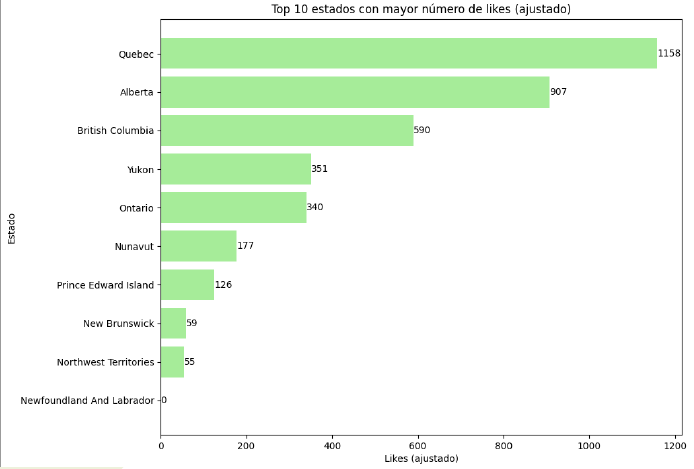 Top 10 estados con mayor número de likes (ajustado)
Estado
Quebec 1158
Alberta 907
British Columbia 590
Yukon 351
Ontario 340
Nunavut 177
Prince Edward Island 126
New Brunswick 59
Northwest Territories 55
Newfoundland And Labrador 0
0 200 400 600 800 1000 1200
Likes (ajustado)